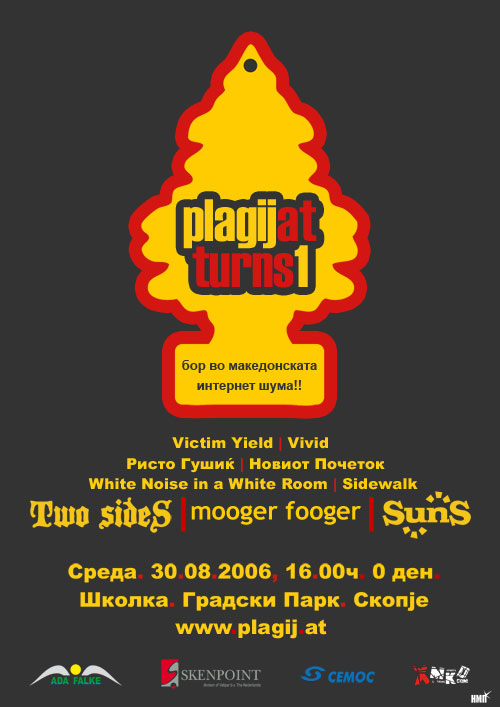 plagijat
turns1
бор во македонската
интернет шума!!
Victim Yield | Vivid
Ристо Гушиќ | Новиот Почеток
White Noise in a White Room | Sidewalk
Two sideS | mooger fooger | SunS
Среда. 30.08.2006, 16.00ч. 0 ден.
Школка. Градски Парк. Скопје
www.plagij.at
ADA FALKE
SKENPOINT
СЕМОС
.COM
НМП